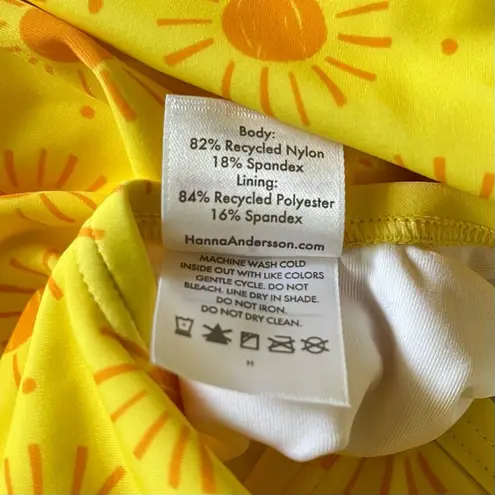 Body:
82% Recycled Nylon
18% Spandex
Lining:
84% Recycled Polyester
16% Spandex
HannaAndersson.com
MACHINE WASH COLD
INSIDE OUT WITH LIKE COLORS
GENTLE CYCLE. DO NOT
BLEACH. LINE DRY IN SHADE.
DO NOT IRON.
DO NOT DRY CLEAN.
H